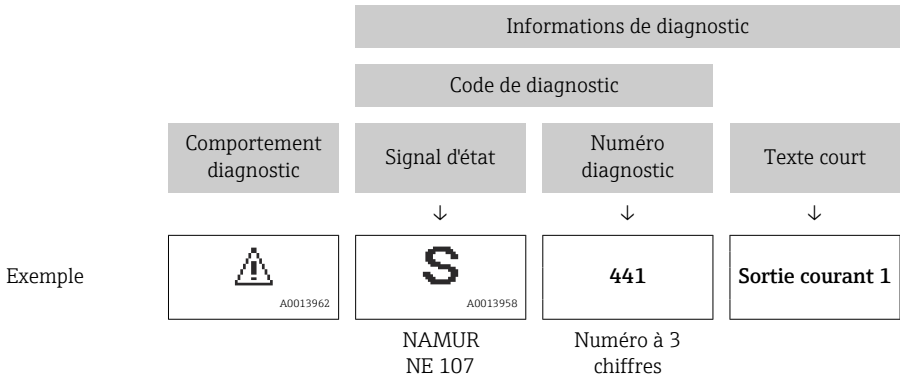 Informations de diagnostic
Code de diagnostic
Comportement
diagnostic
Signal d'état
Numéro
diagnostic
Texte court
↓ ↓ ↓
Exemple
A0013962
S
A0013958
441
Sortie courant 1
NAMUR
NE 107
Numéro à 3
chiffres